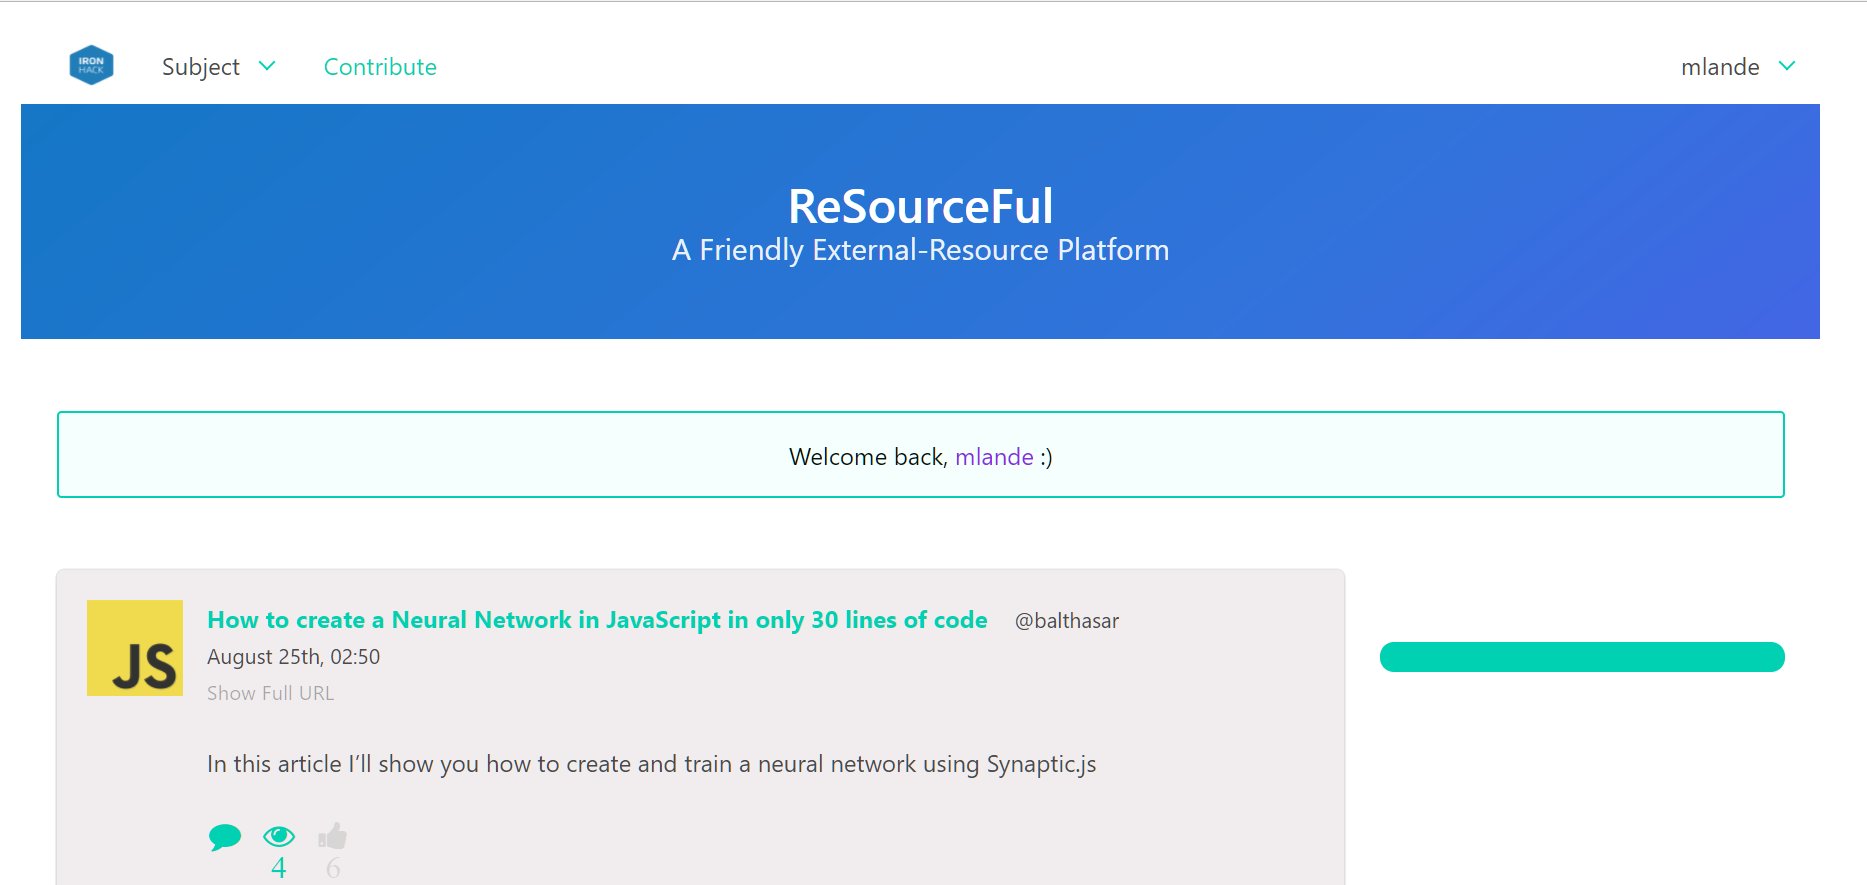 IRON
HACK
Subject
Contribute
mlande
ReSourceFul
A Friendly External-Resource Platform
Welcome back, mlande :)
JS
How to create a Neural Network in JavaScript in only 30 lines of code @balthasar
August 25th, 02:50
Show Full URL
In this article I’ll show you how to create and train a neural network using Synaptic.js
4 6